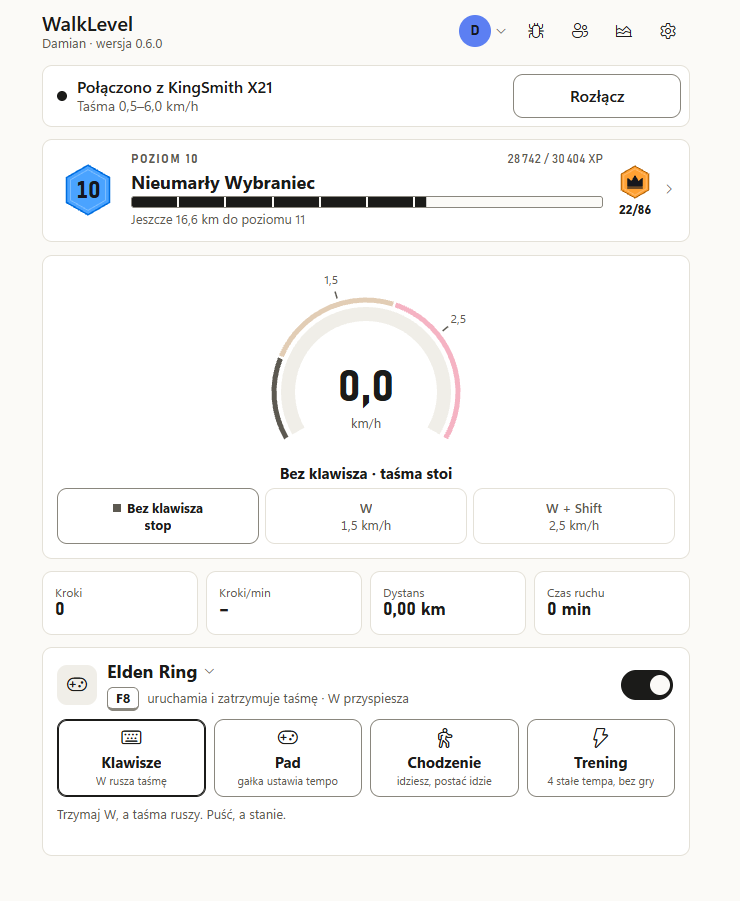 WalkLevel
Damian · wersja 0.6.0
D
Połączono z KingSmith X21
Taśma 0,5–6,0 km/h
Rozłącz
POZIOM 10
28 742 / 30 404 XP
10
Nieumarły Wybraniec
22/86
Jeszcze 16,6 km do poziomu 11
1,5
2,5
0,0
km/h
Bez klawisza · taśma stoi
Bez klawisza
stop
W
1,5 km/h
W + Shift
2,5 km/h
Kroki
0
Kroki/min
–
Dystans
0,00 km
Czas ruchu
0 min
Elden Ring
F8 uruchamia i zatrzymuje taśmę · W przyspiesza
Klawisze
W rusza taśmę
Pad
gałka ustawia tempo
Chodzenie
idziesz, postać idzie
Trening
4 stałe tempa, bez gry
Trzymaj W, a taśma ruszy. Puść, a stanie.